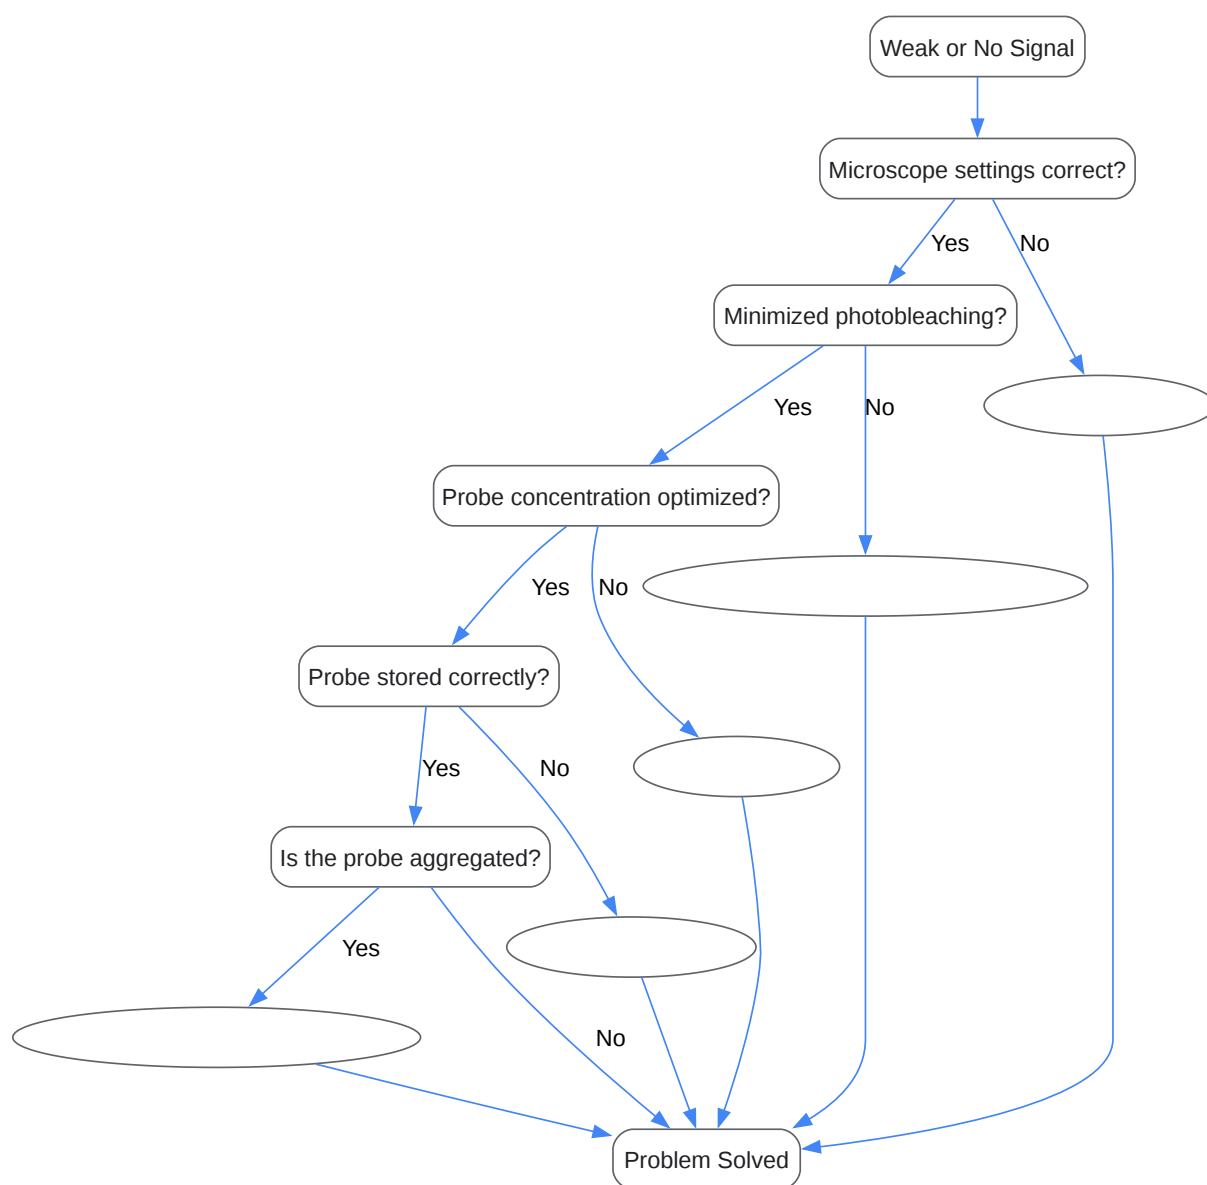 Weak or No Signal
Microscope settings correct?
Yes
No
Minimized photobleaching?
Yes
No
Probe concentration optimized?
Yes
No
Probe stored correctly?
Yes
No
Is the probe aggregated?
Yes
No
Problem Solved